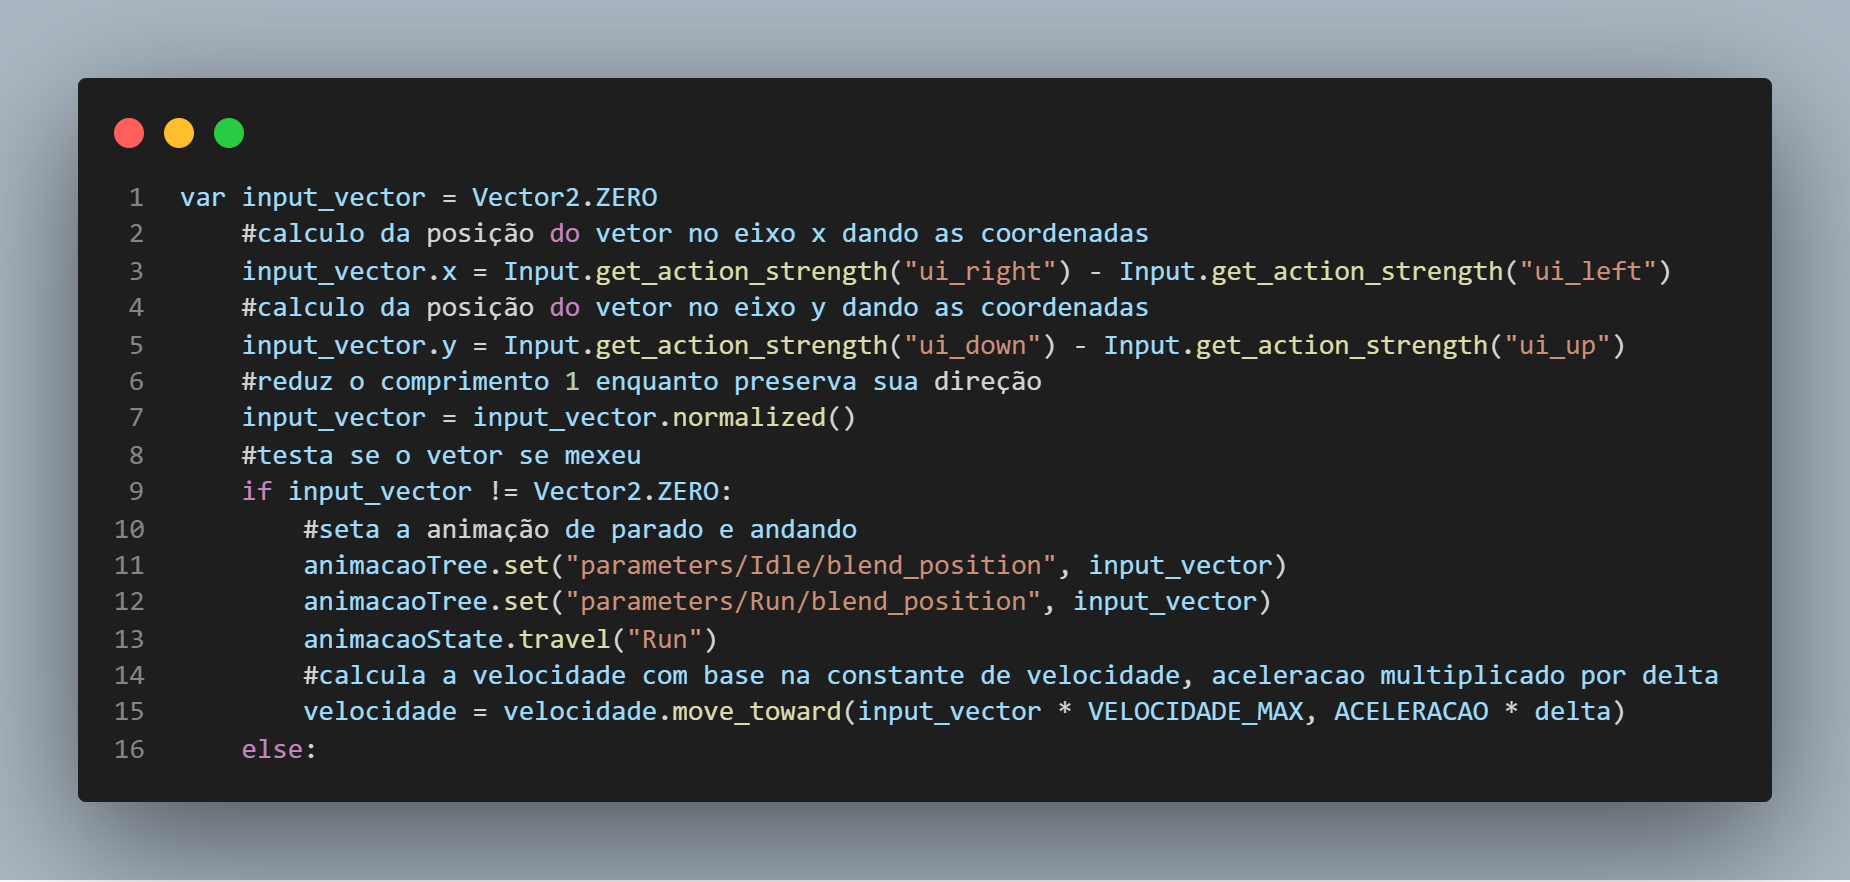 1 var input_vector = Vector2.ZERO
2     #calculo da posição do vetor no eixo x dando as coordenadas
3     input_vector.x = Input.get_action_strength("ui_right") - Input.get_action_strength("ui_left")
4     #calculo da posição do vetor no eixo y dando as coordenadas
5     input_vector.y = Input.get_action_strength("ui_down") - Input.get_action_strength("ui_up")
6     #reduz o comprimento 1 enquanto preserva sua direção
7     input_vector = input_vector.normalized()
8     #testa se o vetor se mexeu
9     if input_vector != Vector2.ZERO:
10         #seta a animação de parado e andando
11         animacaoTree.set("parameters/Idle/blend_position", input_vector)
12         animacaoTree.set("parameters/Run/blend_position", input_vector)
13         animacaoState.travel("Run")
14         #calcula a velocidade com base na constante de velocidade, aceleracao multiplicado por delta
15         velocidade = velocidade.move_toward(input_vector * VELOCIDADE_MAX, ACELERACAO * delta)
16     else: